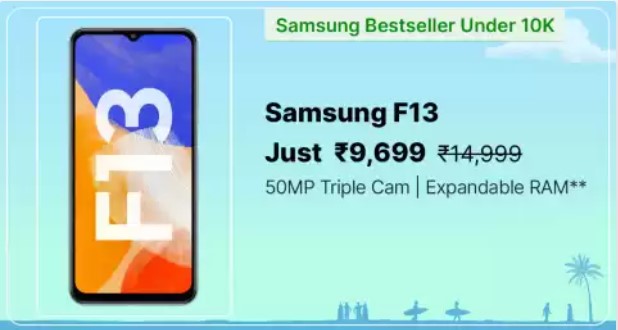 Samsung Bestseller Under 10K
F13
Samsung F13
Just ₹9,699 ₹14,999
50MP Triple Cam | Expandable RAM**